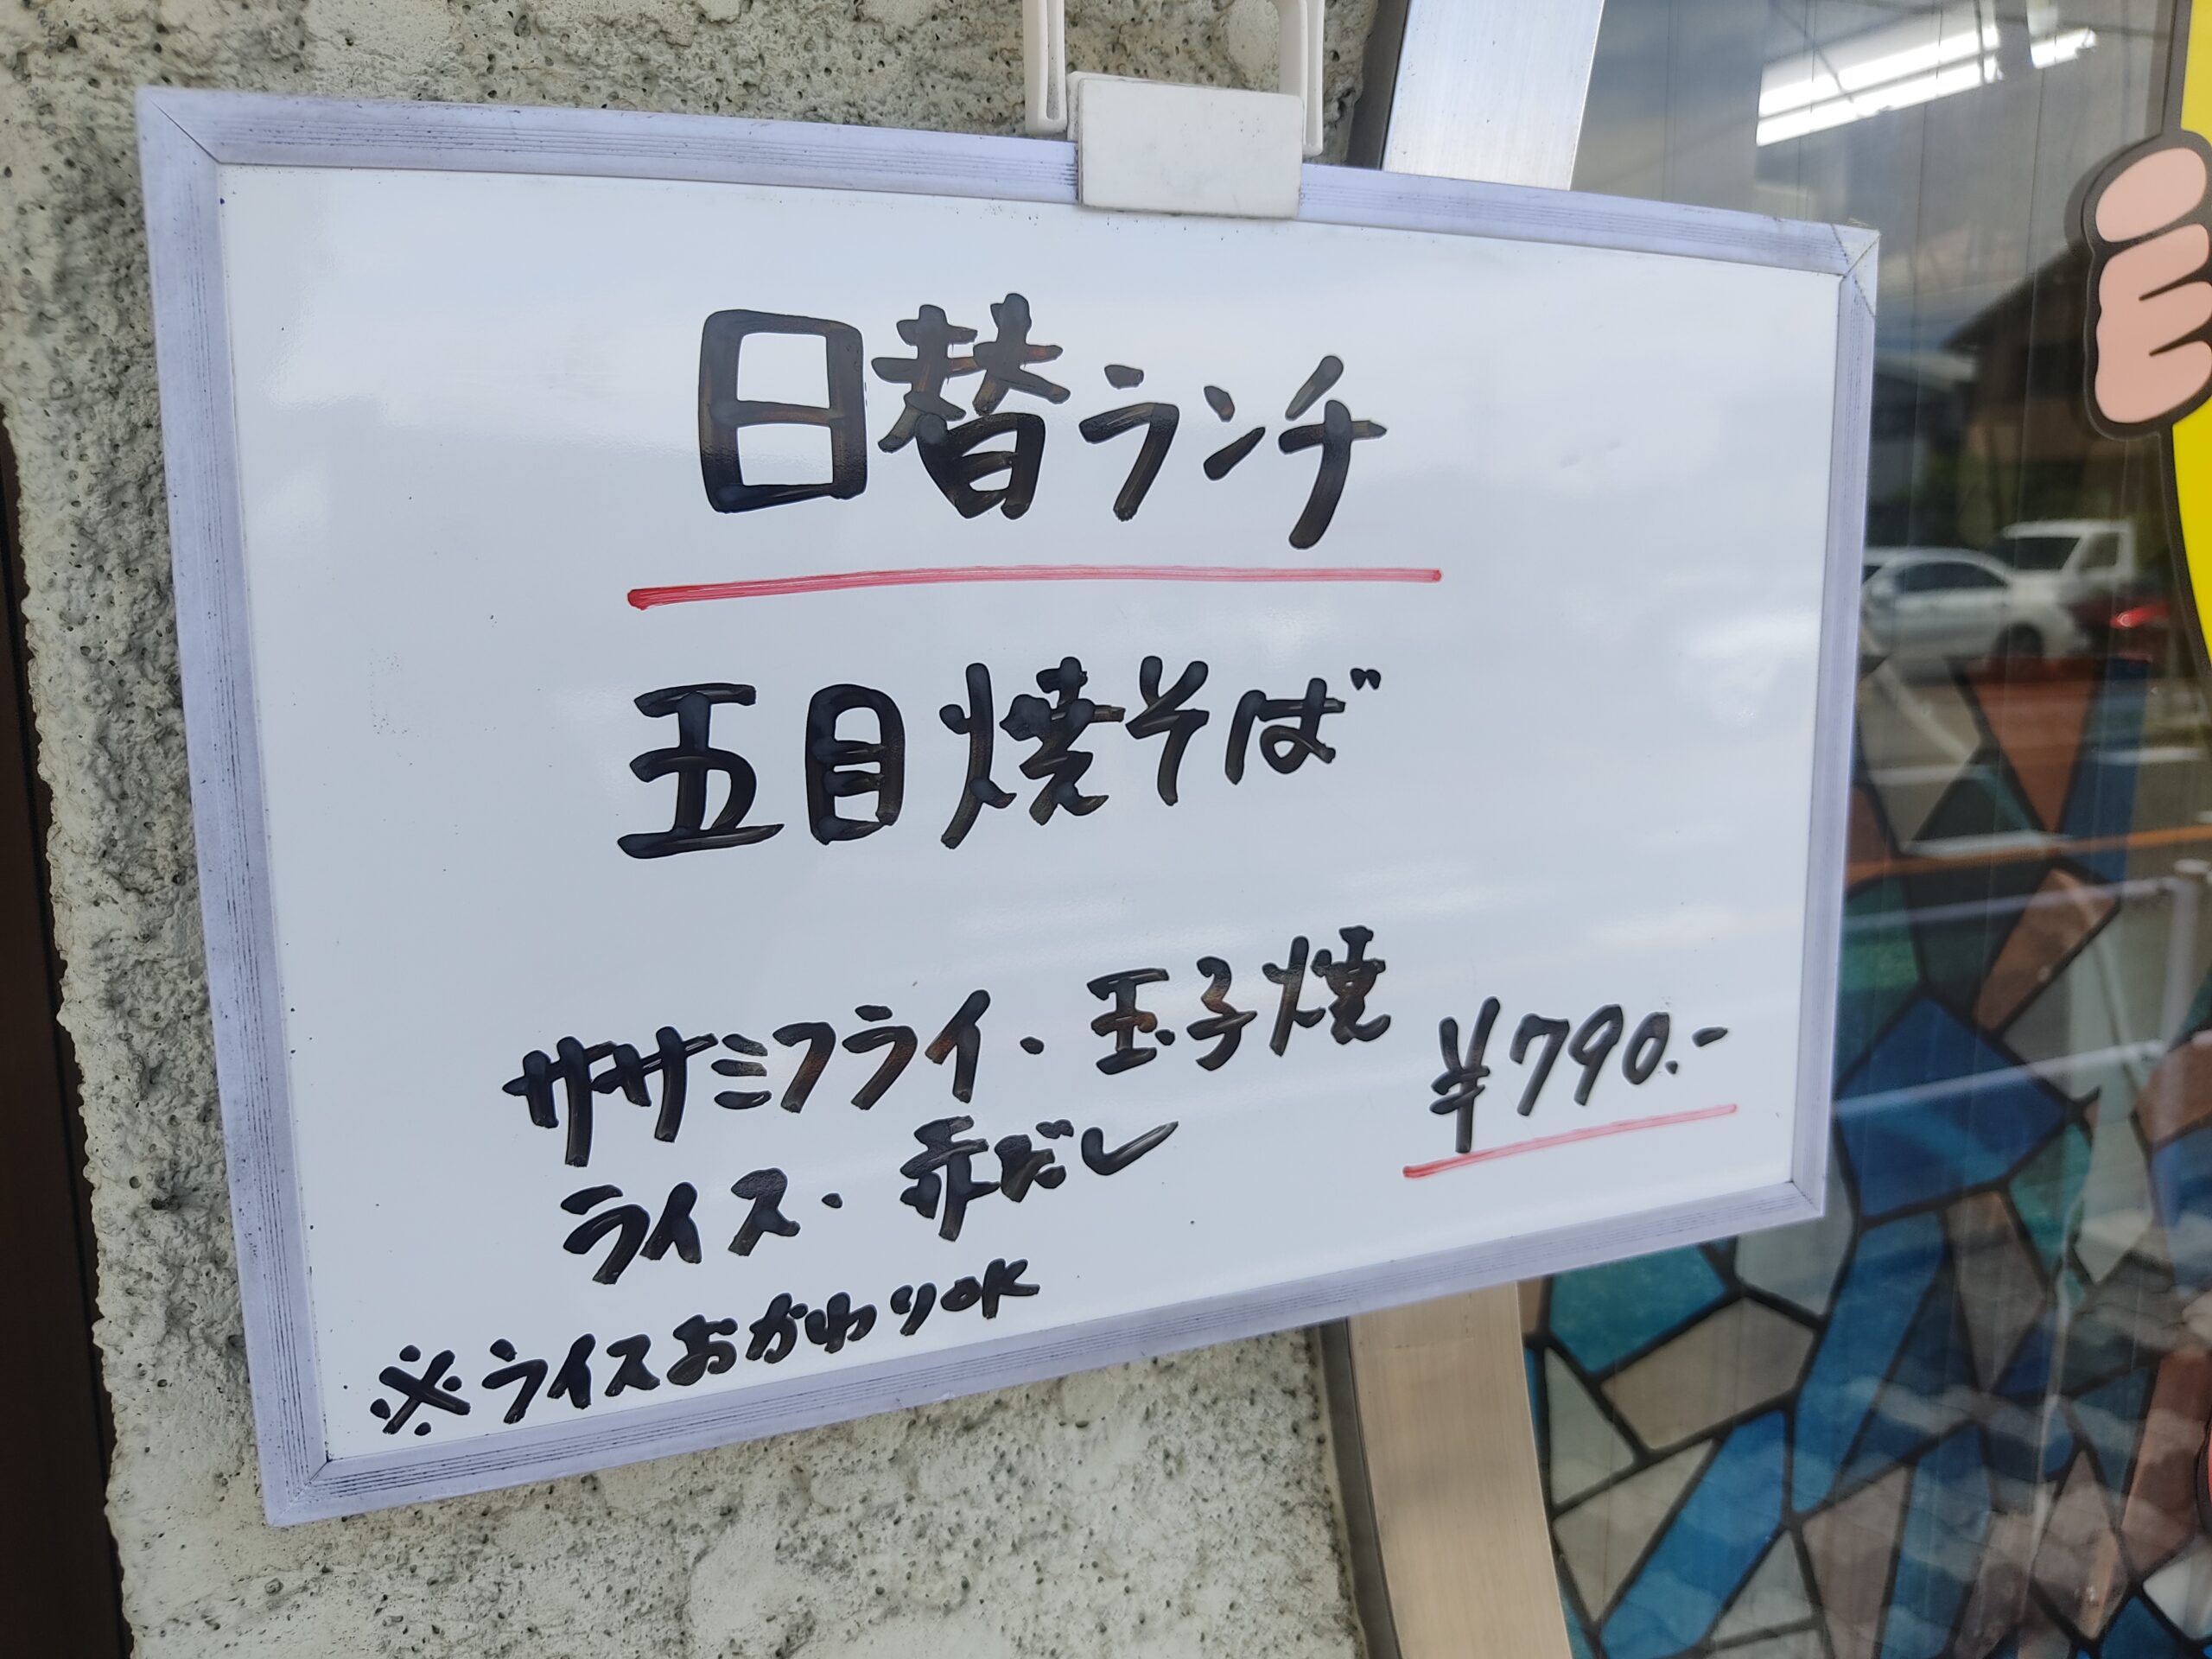 日替ランチ
五目焼そば
ササミフライ・玉子焼
ライス・赤だし
¥790.-
※ライスおかわりOK